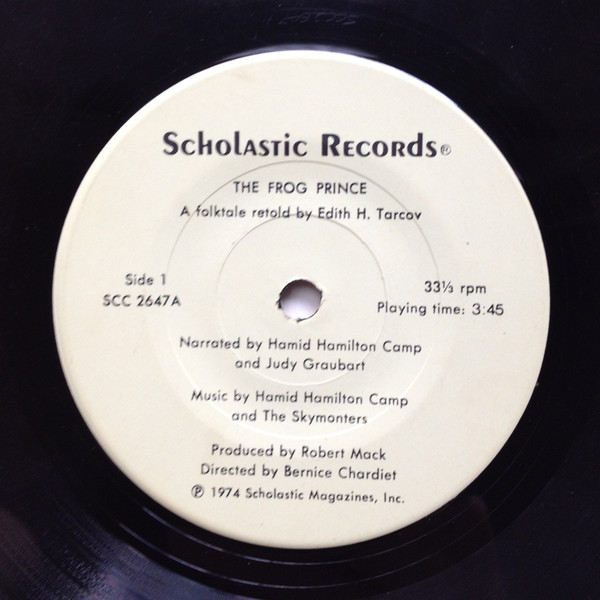 Scholastic Records®
THE FROG PRINCE
A folktale retold by Edith H. Tarcov
Side 1
SCC 2647A
33⅓ rpm
Playing time: 3:45
Narrated by Hamid Hamilton Camp
and Judy Graubart
Music by Hamid Hamilton Camp
and The Skymonters
Produced by Robert Mack
Directed by Bernice Chardiet
℗ 1974 Scholastic Magazines, Inc.